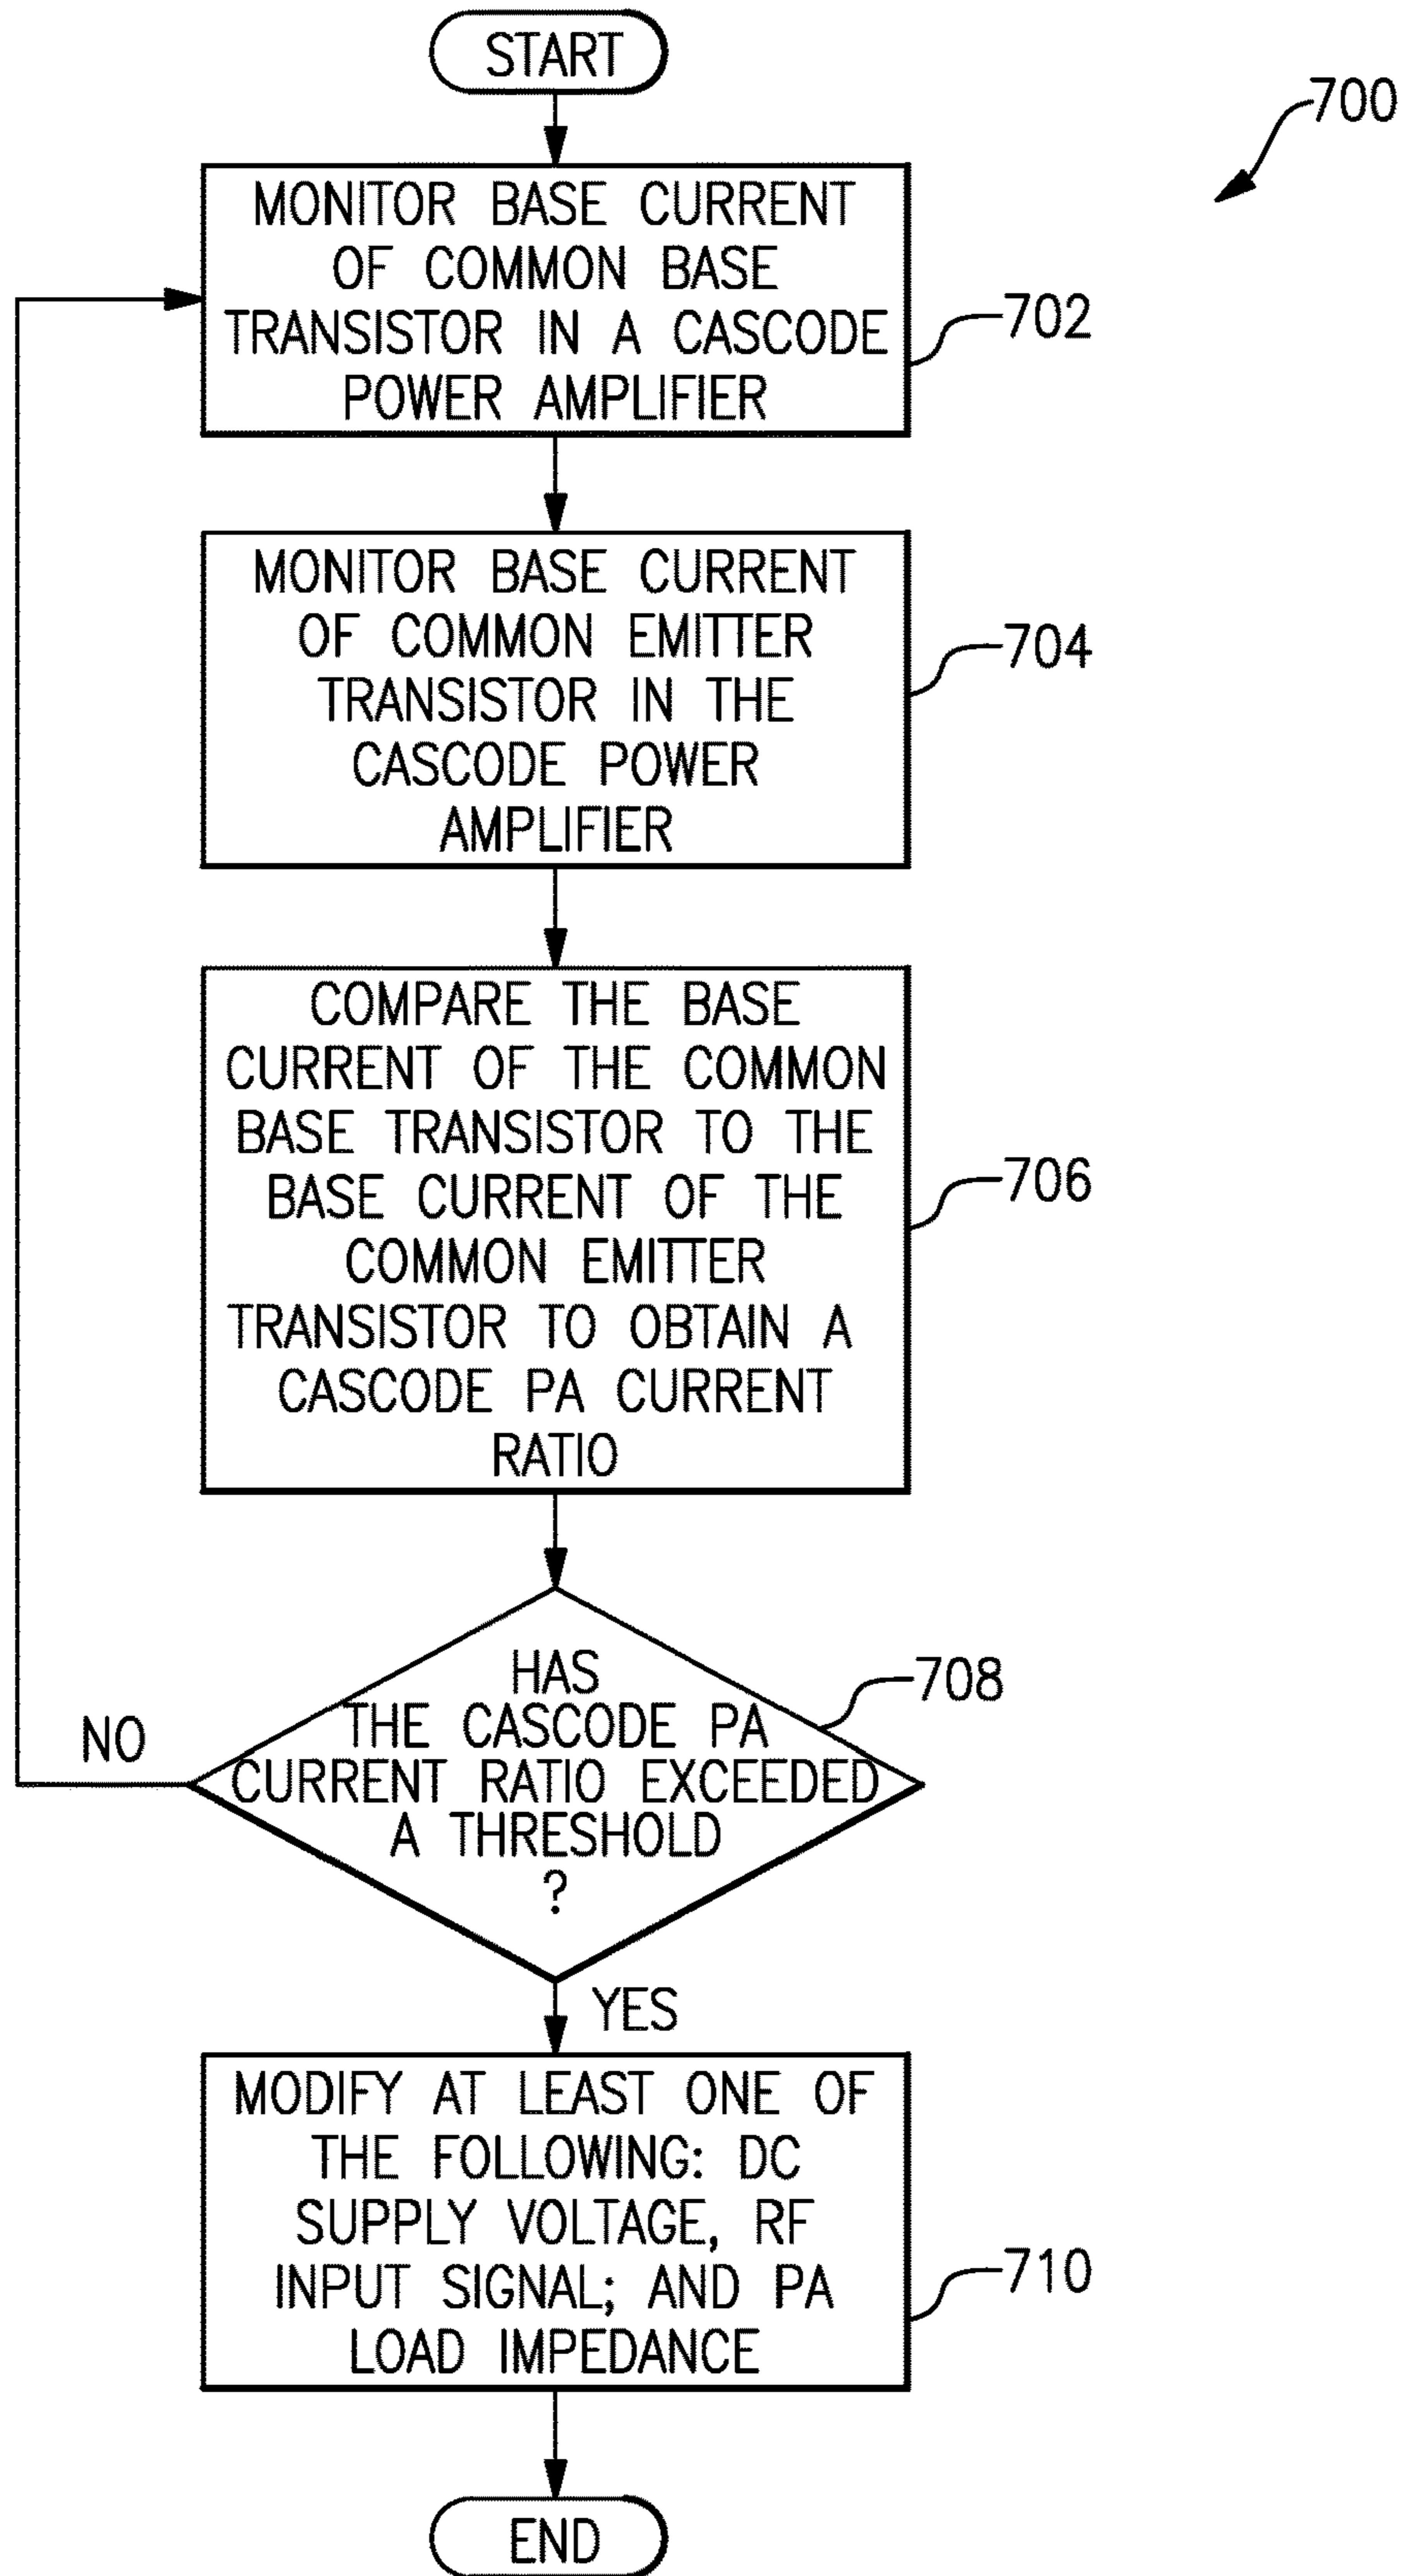 START
700
MONITOR BASE CURRENT
OF COMMON BASE
TRANSISTOR IN A CASCODE
POWER AMPLIFIER
702
MONITOR BASE CURRENT
OF COMMON EMITTER
TRANSISTOR IN THE
CASCODE POWER
AMPLIFIER
704
COMPARE THE BASE
CURRENT OF THE COMMON
BASE TRANSISTOR TO THE
BASE CURRENT OF THE
COMMON EMITTER
TRANSISTOR TO OBTAIN A
CASCODE PA CURRENT
RATIO
706
HAS
THE CASCODE PA
CURRENT RATIO EXCEEDED
A THRESHOLD
?
708
NO
YES
MODIFY AT LEAST ONE OF
THE FOLLOWING: DC
SUPPLY VOLTAGE, RF
INPUT SIGNAL; AND PA
LOAD IMPEDANCE
710
END